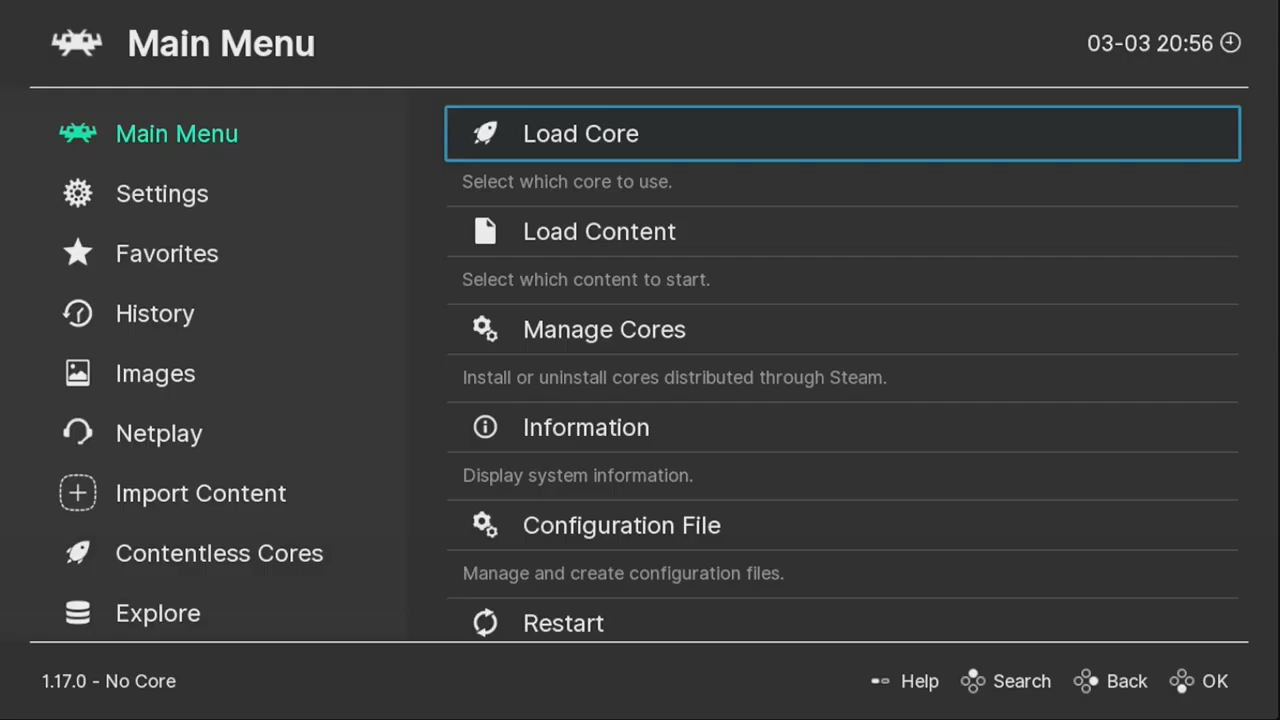 Main Menu
03-03 20:56
Main Menu
Settings
Favorites
History
Images
Netplay
Import Content
Contentless Cores
Explore
Load Core
Select which core to use.
Load Content
Select which content to start.
Manage Cores
Install or uninstall cores distributed through Steam.
Information
Display system information.
Configuration File
Manage and create configuration files.
Restart
1.17.0 - No Core
Help Search Back OK